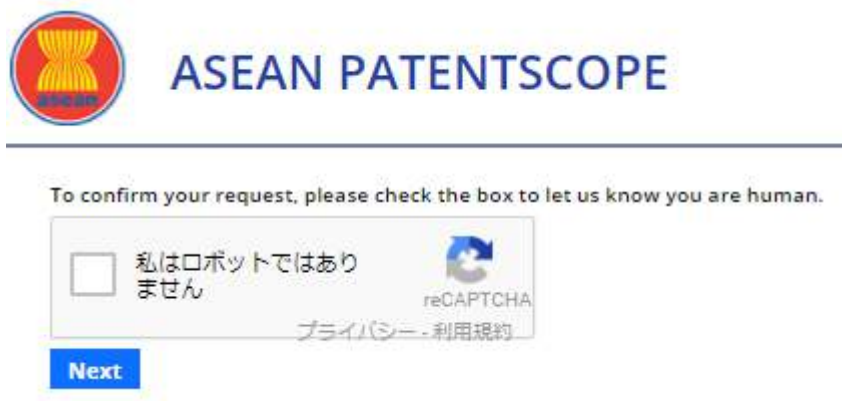 asean
ASEAN PATENTSCOPE
To confirm your request, please check the box to let us know you are human.
私はロボットではあり
ません
reCAPTCHA
プライバシー - 利用規約
Next